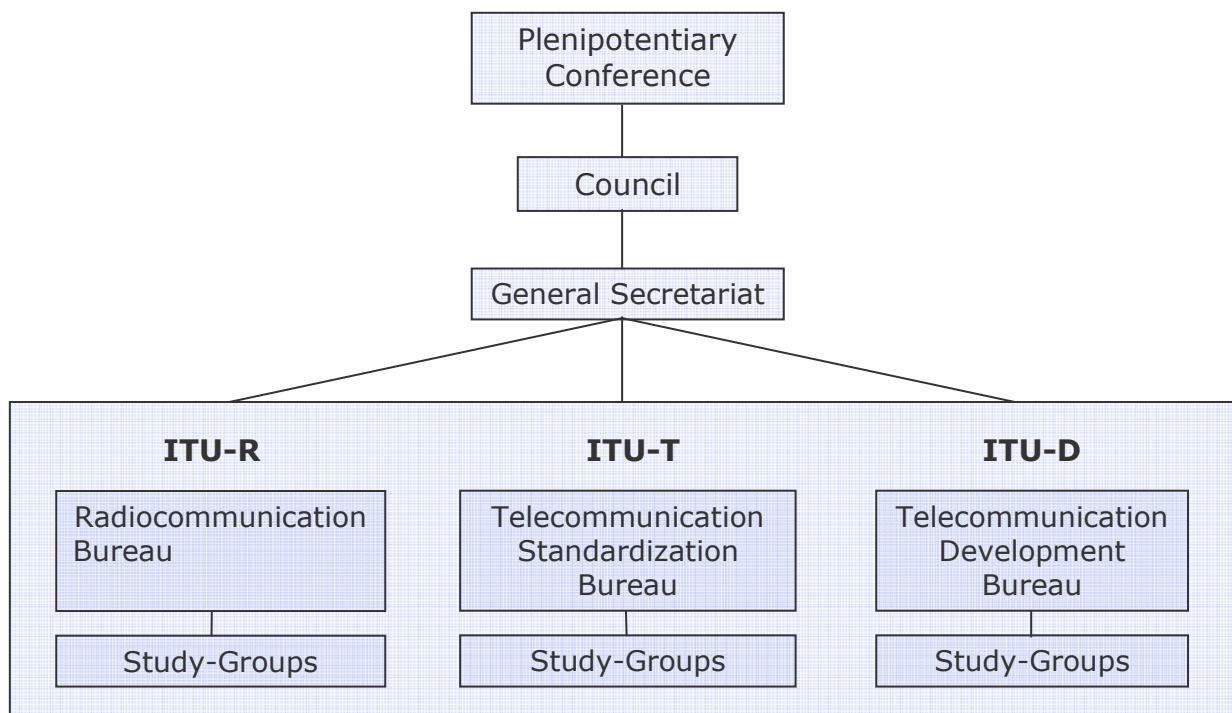 Plenipotentiary
Conference
Council
General Secretariat
ITU-R
ITU-T
ITU-D
Radiocommunication
Bureau
Telecommunication
Standardization
Bureau
Telecommunication
Development
Bureau
Study-Groups
Study-Groups
Study-Groups